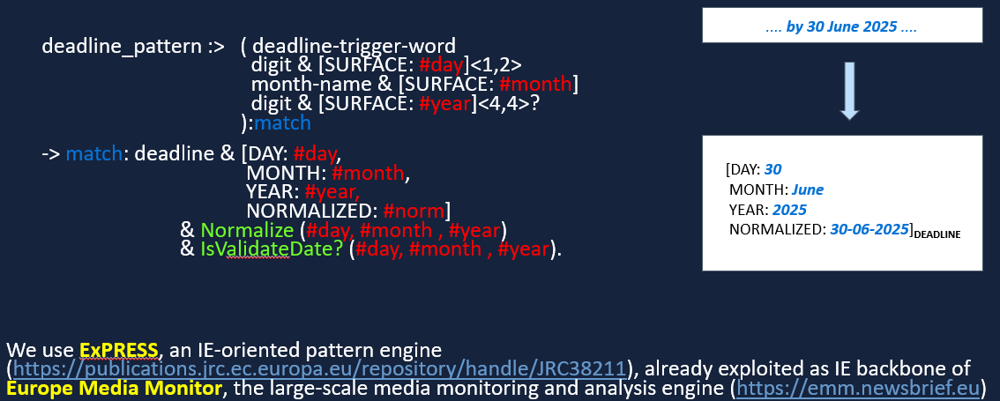 deadline_pattern :> ( deadline-trigger-word
digit & [SURFACE: #day]<1,2>
month-name & [SURFACE: #month]
digit & [SURFACE: #year]<4,4>?
):match
-> match: deadline & [DAY: #day,
MONTH: #month,
YEAR: #year,
NORMALIZED: #norm]
& Normalize (#day, #month , #year)
& IsValidateDate? (#day, #month , #year).
.... by 30 June 2025 ....
[DAY: 30
MONTH: June
YEAR: 2025
NORMALIZED: 30-06-2025]DEADLINE
We use ExPRESS, an IE-oriented pattern engine
(https://publications.jrc.ec.europa.eu/repository/handle/JRC38211), already exploited as IE backbone of
Europe Media Monitor, the large-scale media monitoring and analysis engine (https://emm.newsbrief.eu)